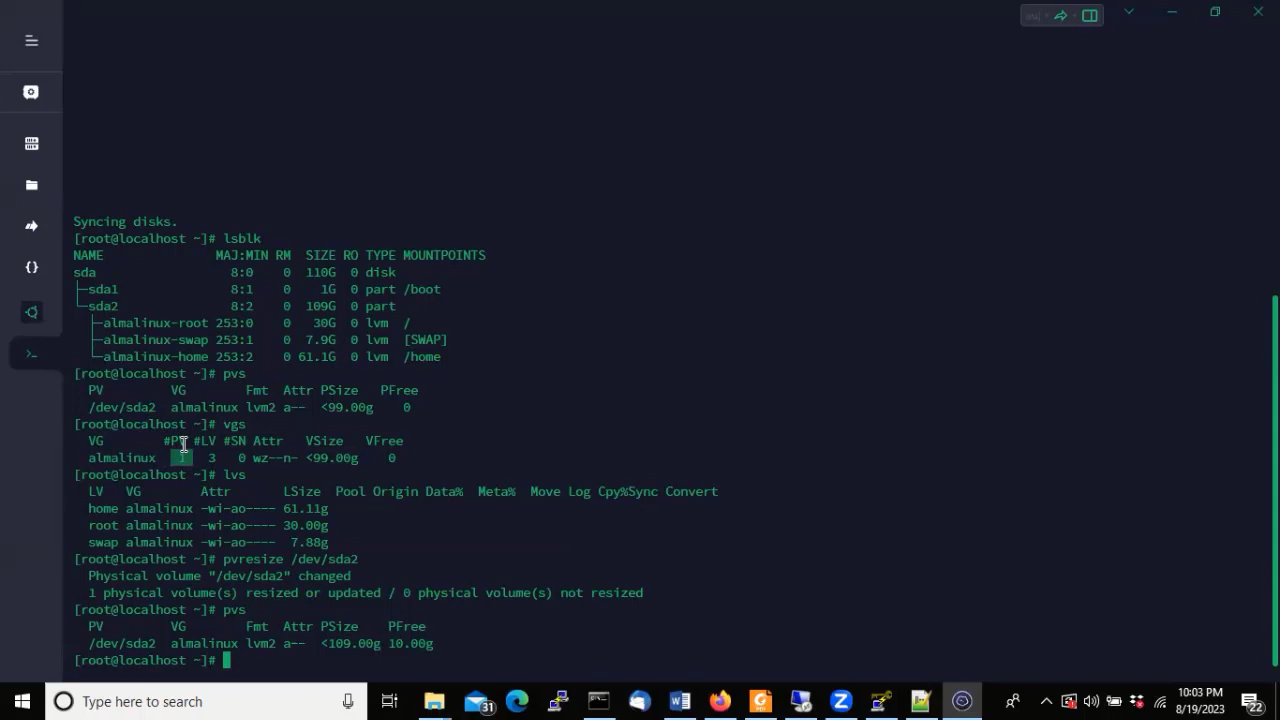 Syncing disks.
[root@localhost ~]# lsblk
NAME MAJ:MIN RM SIZE RO TYPE MOUNTPOINTS
sda 8:0 0 110G 0 disk
├─sda1 8:1 0 1G 0 part /boot
└─sda2 8:2 0 109G 0 part
├─almalinux-root 253:0 0 30G 0 lvm /
├─almalinux-swap 253:1 0 7.9G 0 lvm [SWAP]
└─almalinux-home 253:2 0 61.1G 0 lvm /home
[root@localhost ~]# pvs
PV VG Fmt Attr PSize PFree
/dev/sda2 almalinux lvm2 a-- <99.00g 0
[root@localhost ~]# vgs
VG #PV #LV #SN Attr VSize VFree
almalinux 1 3 0 wz--n- <99.00g 0
[root@localhost ~]# lvs
LV VG Attr LSize Pool Origin Data% Meta% Move Log Cpy%Sync Convert
home almalinux -wi-ao---- 61.11g
root almalinux -wi-ao---- 30.00g
swap almalinux -wi-ao---- 7.88g
[root@localhost ~]# pvresize /dev/sda2
Physical volume "/dev/sda2" changed
1 physical volume(s) resized or updated / 0 physical volume(s) not resized
[root@localhost ~]# pvs
PV VG Fmt Attr PSize PFree
/dev/sda2 almalinux lvm2 a-- <109.00g 10.00g
[root@localhost ~]#
Type here to search
31
10:03 PM
8/19/2023
22